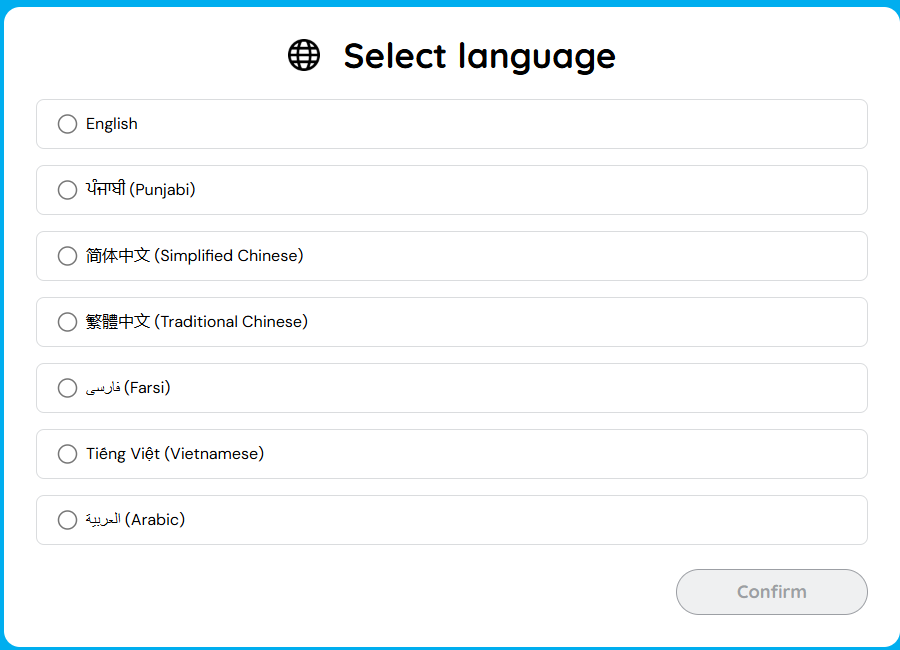 Select language
English
ਪੰਜਾਬੀ (Punjabi)
简体中文 (Simplified Chinese)
繁體中文 (Traditional Chinese)
فارسی (Farsi)
Tiếng Việt (Vietnamese)
العربية (Arabic)
Confirm